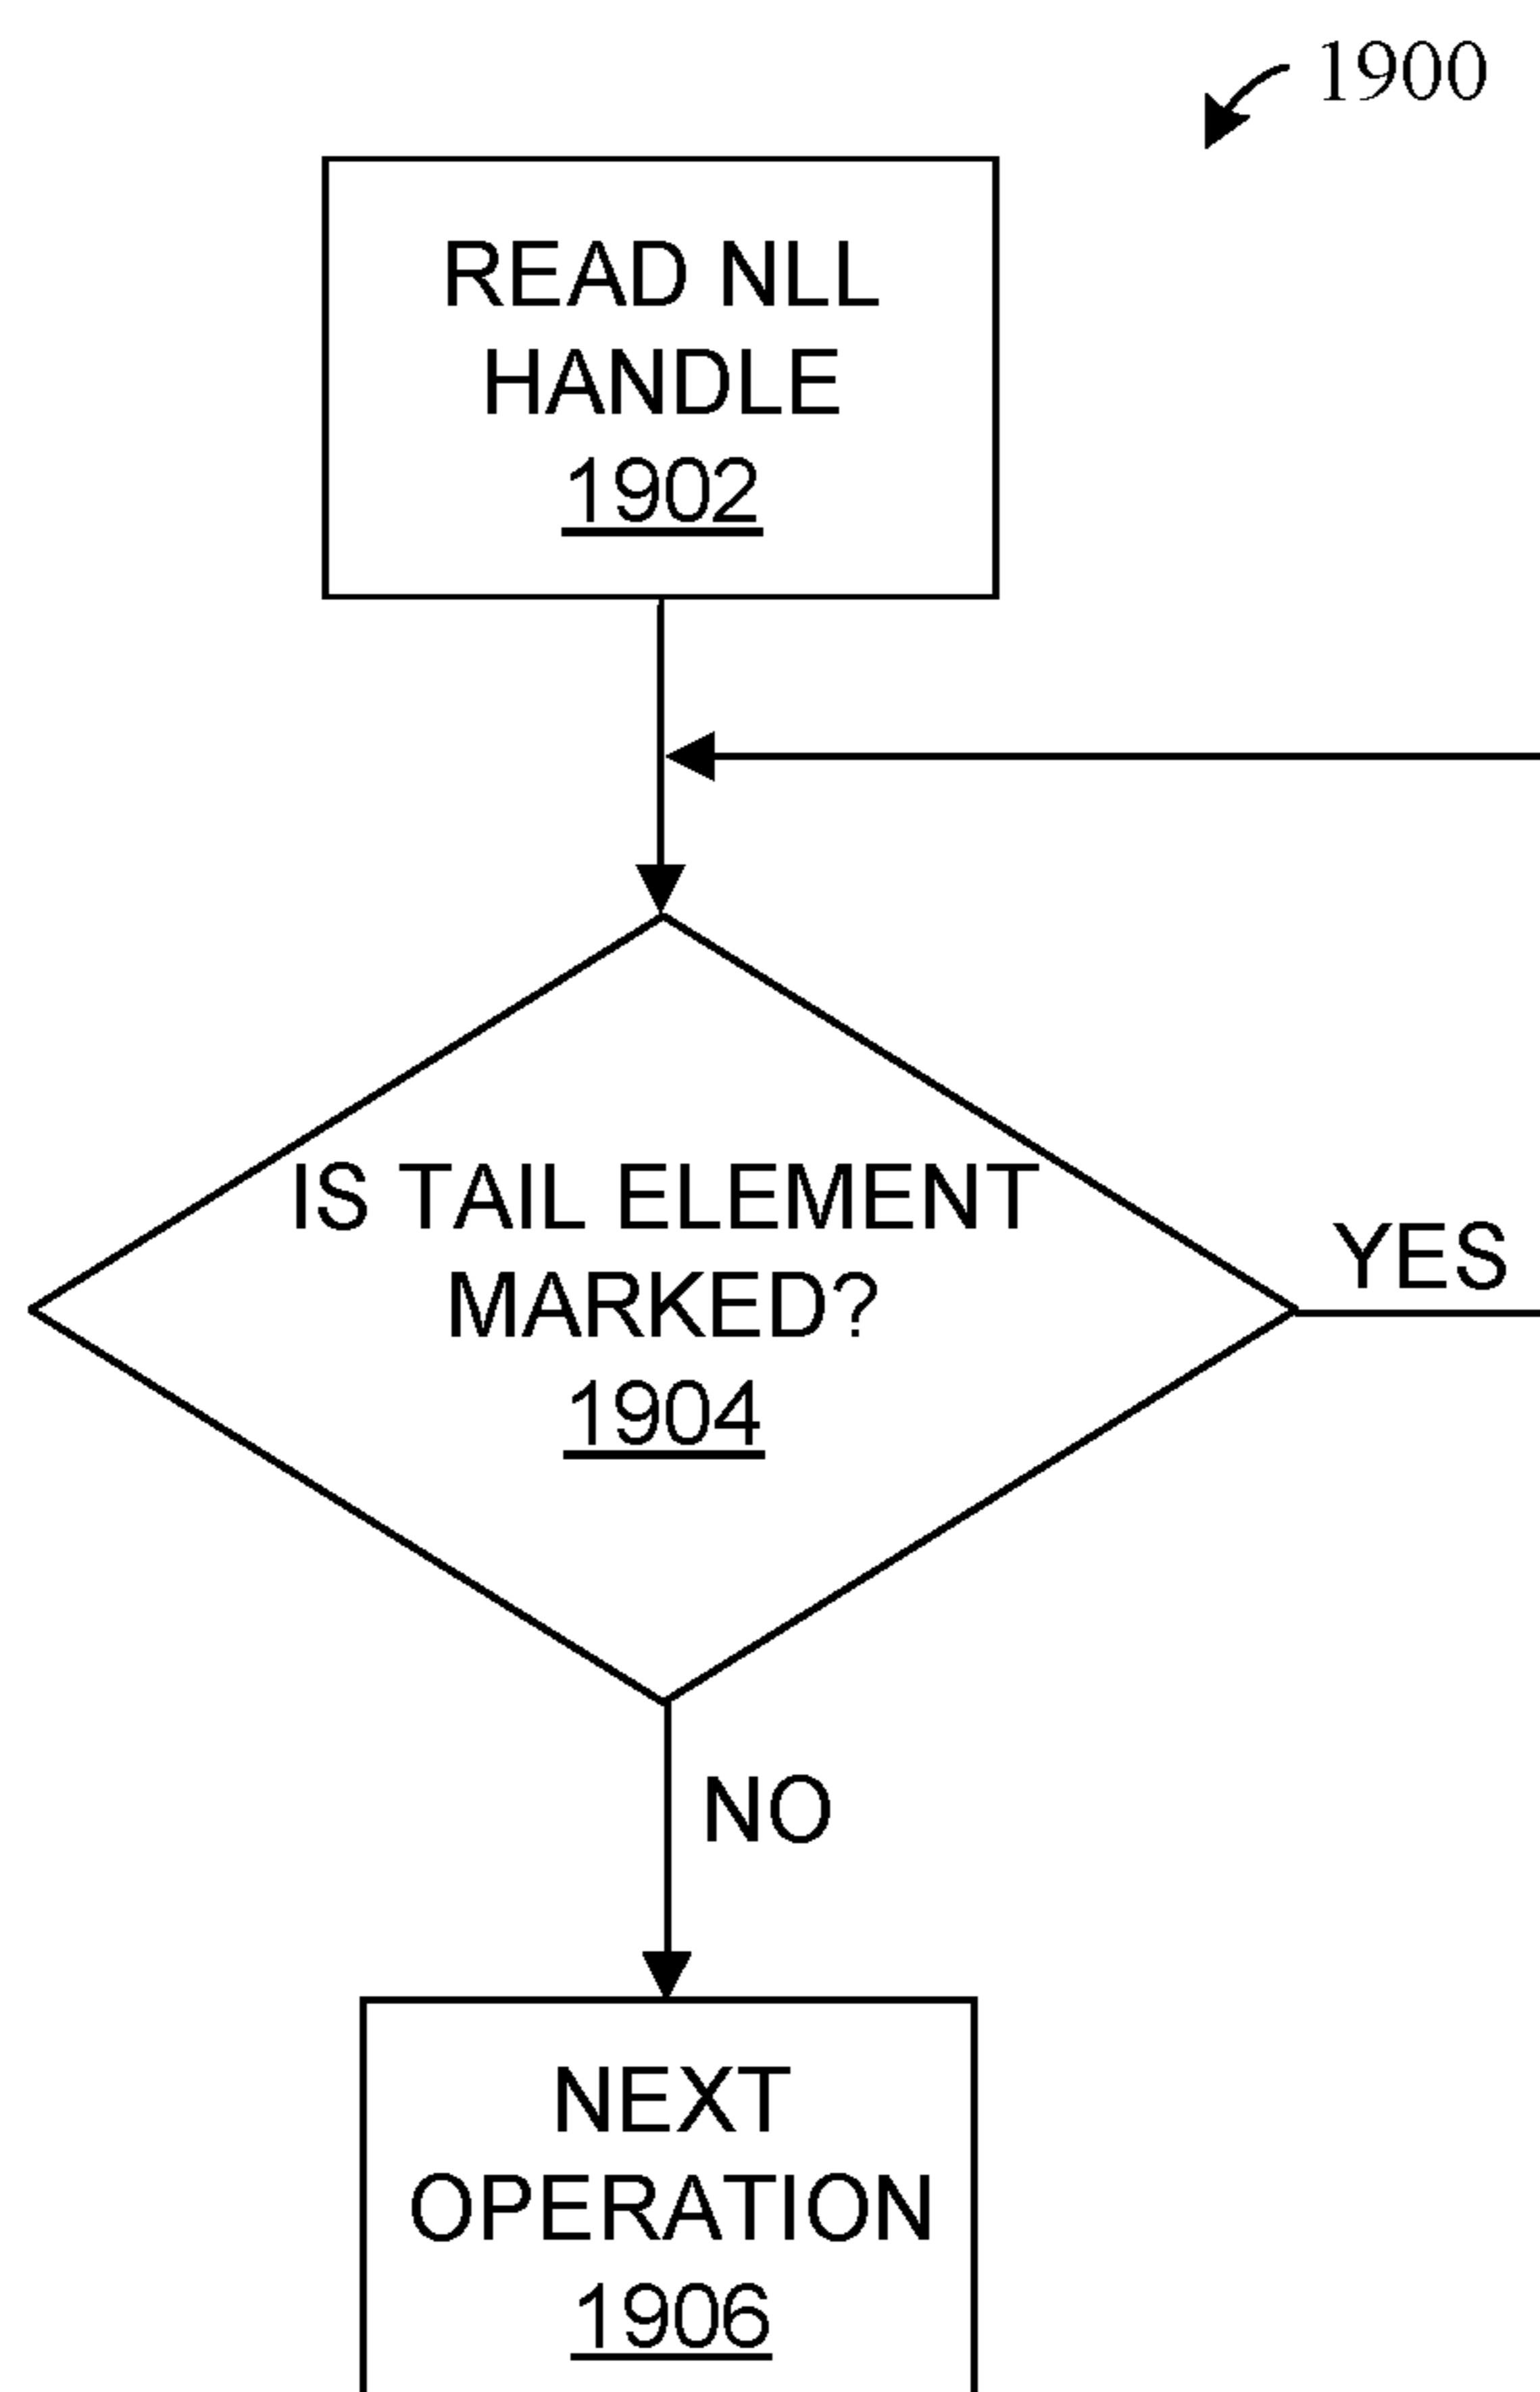 1900
READ NLL
HANDLE
1902
IS TAIL ELEMENT
MARKED?
1904
YES
NO
NEXT
OPERATION
1906